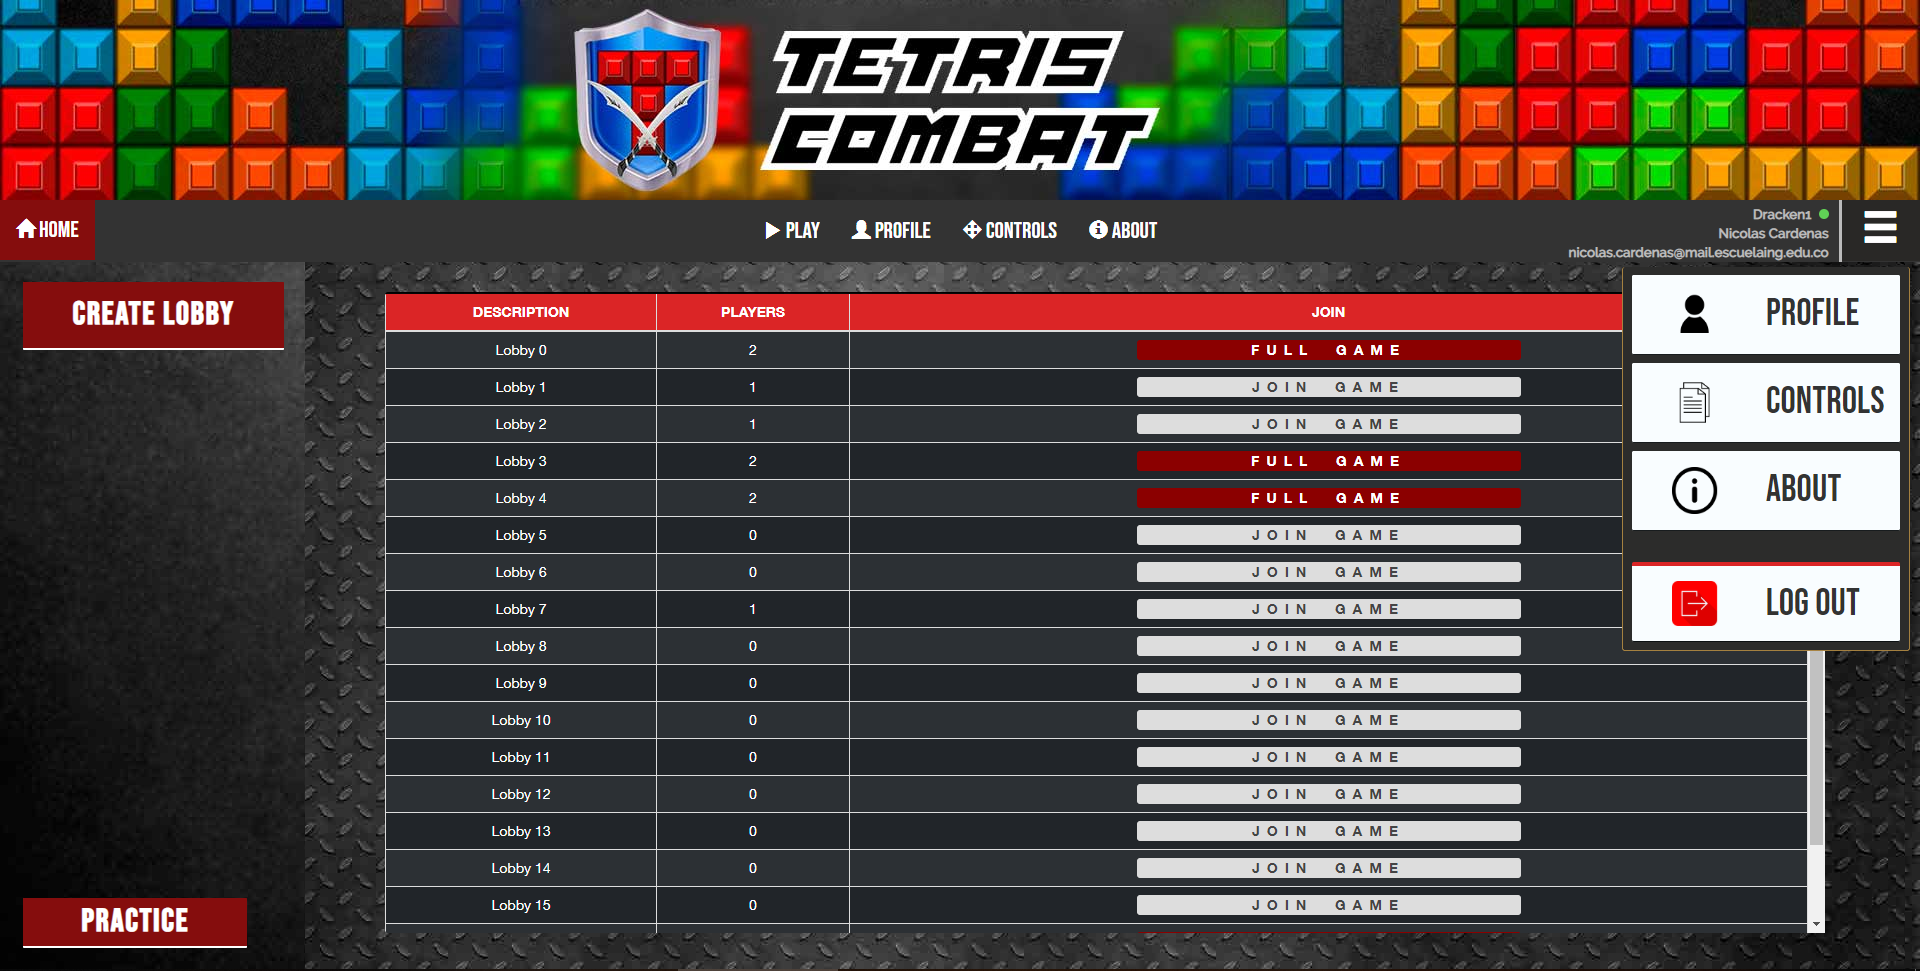 TETRIS
COMBAT
HOME
PLAY
PROFILE
CONTROLS
ABOUT
Dracken1
Nicolas Cardenas
nicolas.cardenas@mail.escuelaing.edu.co
CREATE LOBBY
DESCRIPTION PLAYERS JOIN
Lobby 0 2 FULL GAME
Lobby 1 1 JOIN GAME
Lobby 2 1 JOIN GAME
Lobby 3 2 FULL GAME
Lobby 4 2 FULL GAME
Lobby 5 0 JOIN GAME
Lobby 6 0 JOIN GAME
Lobby 7 1 JOIN GAME
Lobby 8 0 JOIN GAME
Lobby 9 0 JOIN GAME
Lobby 10 0 JOIN GAME
Lobby 11 0 JOIN GAME
Lobby 12 0 JOIN GAME
Lobby 13 0 JOIN GAME
Lobby 14 0 JOIN GAME
Lobby 15 0 JOIN GAME
PROFILE
CONTROLS
ABOUT
LOG OUT
PRACTICE